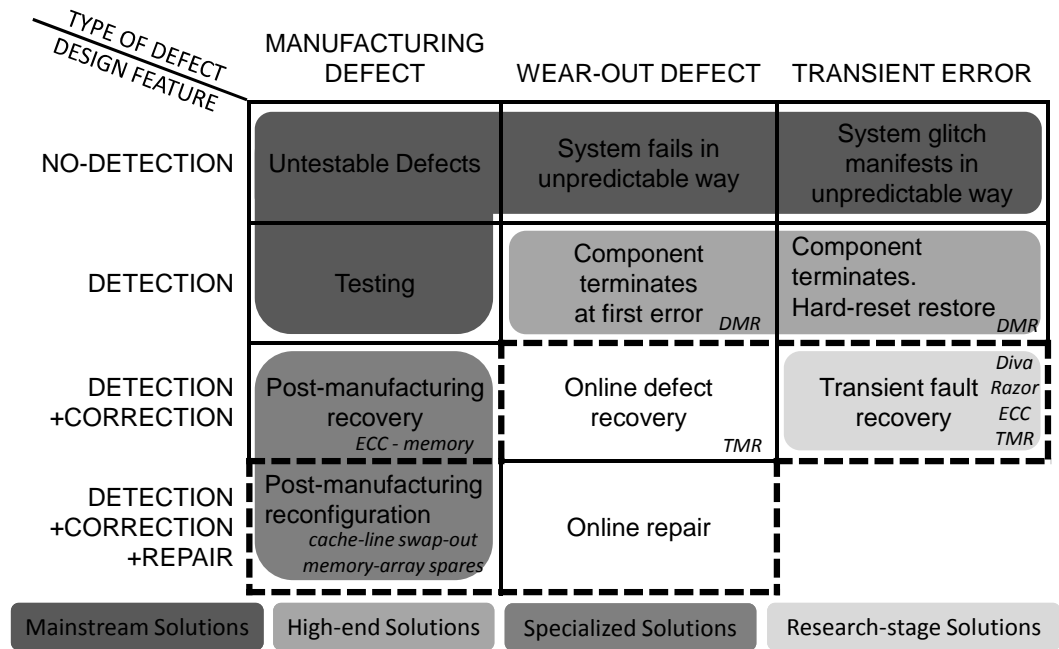 TYPE OF DEFECT
DESIGN FEATURE
MANUFACTURING
DEFECT
WEAR-OUT DEFECT
TRANSIENT ERROR
NO-DETECTION
Untestable Defects
System fails in
unpredictable way
System glitch
manifests in
unpredictable way
DETECTION
Testing
Component
terminates
at first error
DMR
Component
terminates.
Hard-reset restore
DMR
DETECTION
+CORRECTION
Post-manufacturing
recovery
ECC - memory
Online defect
recovery
TMR
Transient fault
recovery
Diva
Razor
ECC
TMR
DETECTION
+CORRECTION
+REPAIR
Post-manufacturing
reconfiguration
cache-line swap-out
memory-array spares
Online repair
Mainstream Solutions
High-end Solutions
Specialized Solutions
Research-stage Solutions